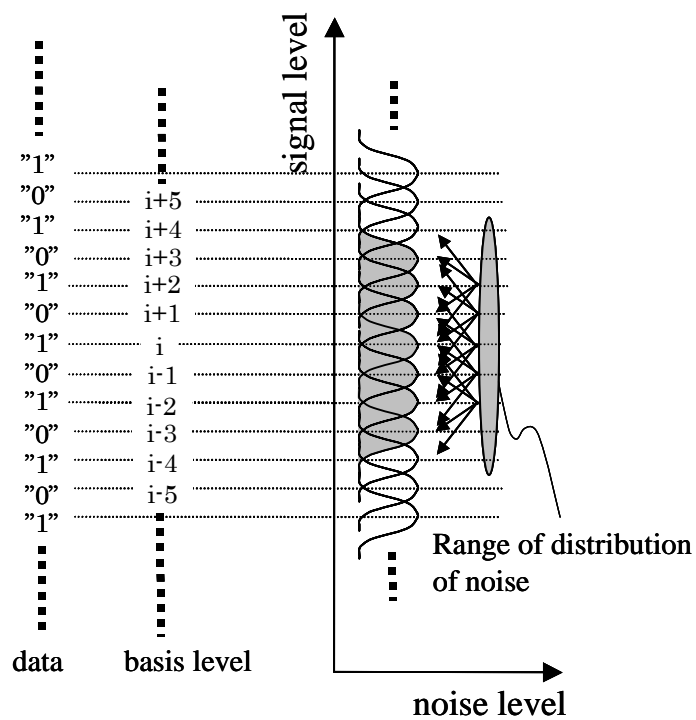 signal level
"1"
"0" i+5
"1" i+4
"0" i+3
"1" i+2
"0" i+1
"1" i
"0" i-1
"1" i-2
"0" i-3
"1" i-4
"0" i-5
"1"
Range of distribution
of noise
data basis level
noise level